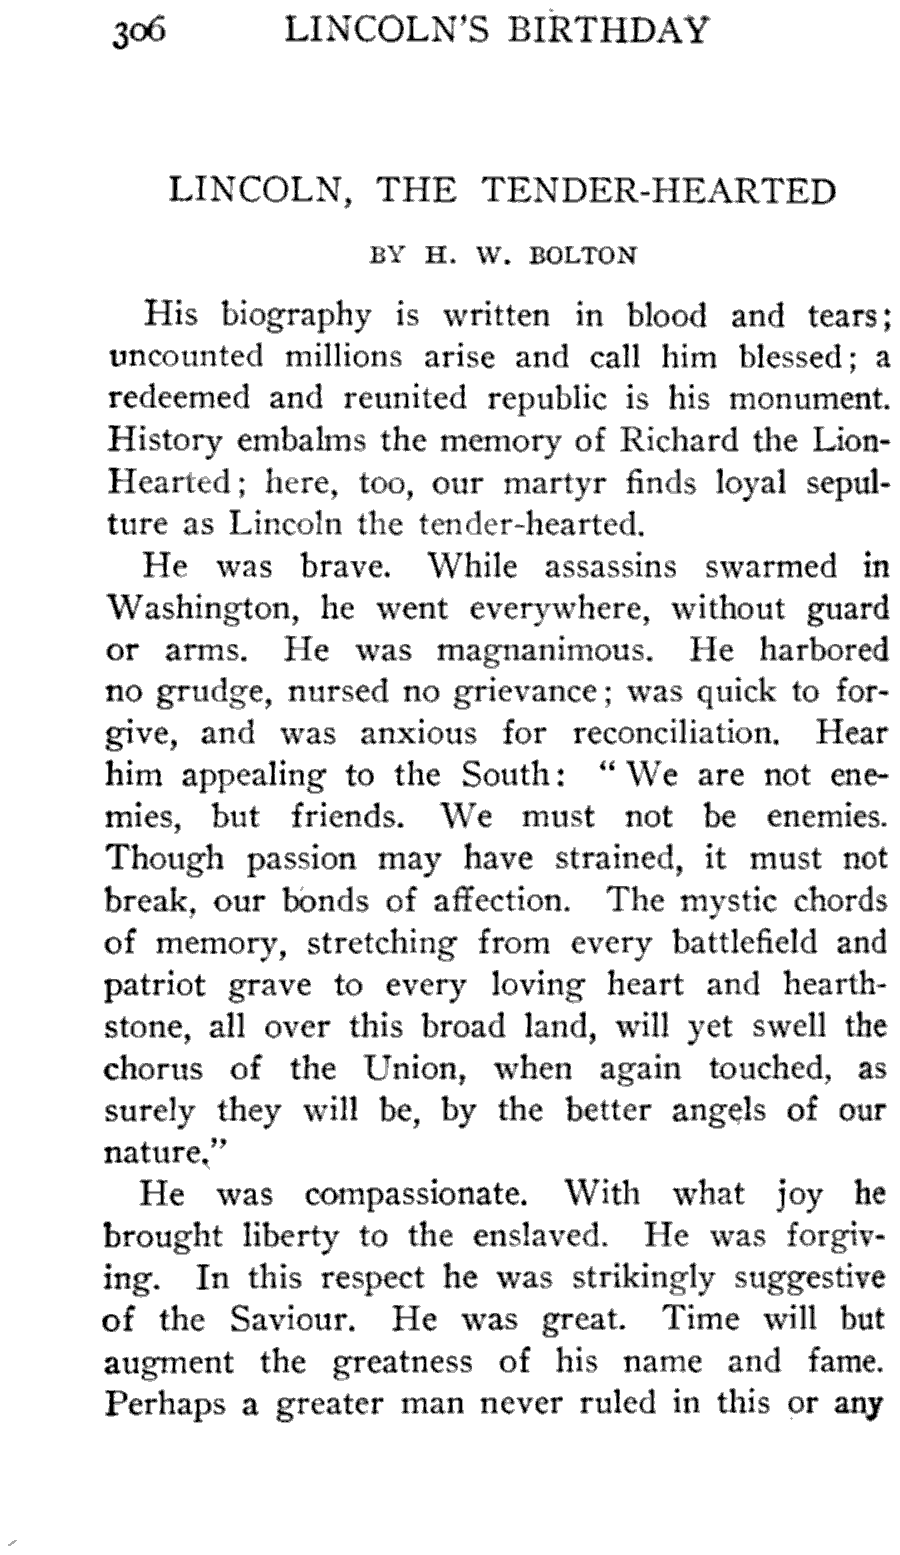 306 LINCOLN'S BIRTHDAY
LINCOLN, THE TENDER-HEARTED
BY H. W. BOLTON
His biography is written in blood and tears;
uncounted millions arise and call him blessed; a
redeemed and reunited republic is his monument.
History embalms the memory of Richard the Lion-
Hearted; here, too, our martyr finds loyal sepul-
ture as Lincoln the tender-hearted.
He was brave. While assassins swarmed in
Washington, he went everywhere, without guard
or arms. He was magnanimous. He harbored
no grudge, nursed no grievance; was quick to for-
give, and was anxious for reconciliation. Hear
him appealing to the South: "We are not ene-
mies, but friends. We must not be enemies.
Though passion may have strained, it must not
break, our bonds of affection. The mystic chords
of memory, stretching from every battlefield and
patriot grave to every loving heart and hearth-
stone, all over this broad land, will yet swell the
chorus of the Union, when again touched, as
surely they will be, by the better angels of our
nature."
He was compassionate. With what joy he
brought liberty to the enslaved. He was forgiv-
ing. In this respect he was strikingly suggestive
of the Saviour. He was great. Time will but
augment the greatness of his name and fame.
Perhaps a greater man never ruled in this or any